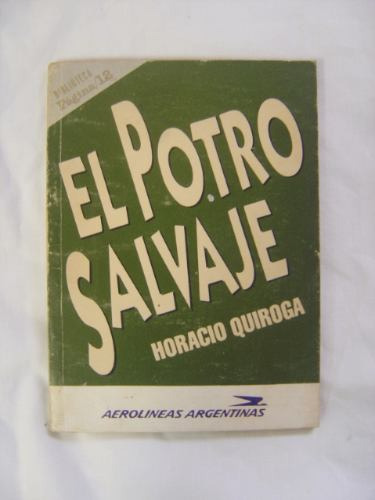 BIBLIOTECA
Página/12
EL POTRO
SALVAJE
HORACIO QUIROGA
AEROLINEAS ARGENTINAS